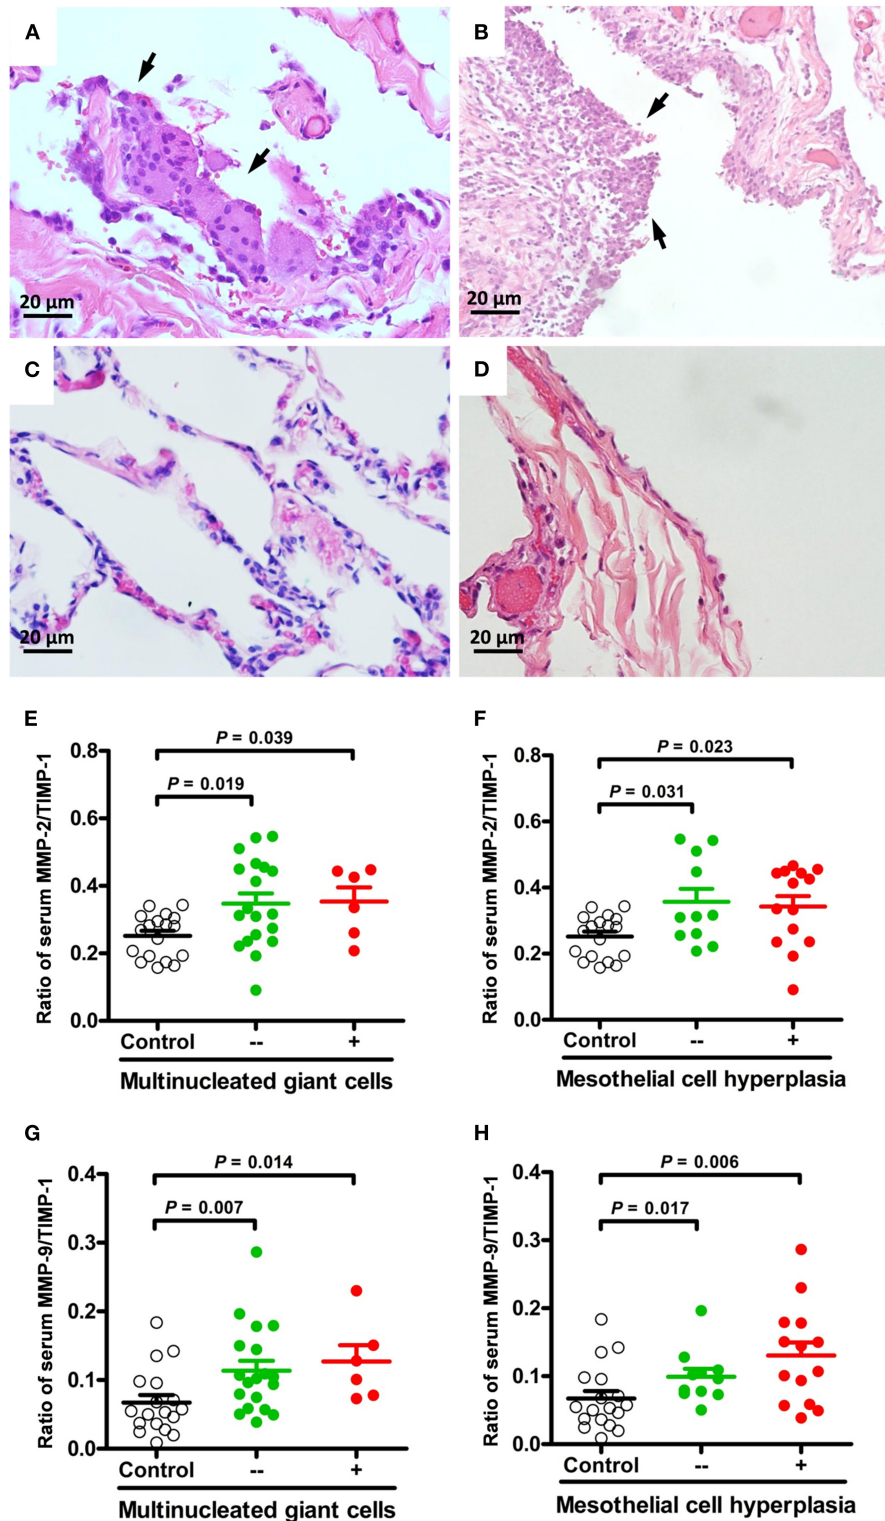 A
20 µm
B
20 µm
C
20 µm
D
20 µm
E
Ratio of serum MMP-2/TIMP-1
0.8
0.6
0.4
0.2
0.0
P = 0.039
P = 0.019
Control
--
+
Multinucleated giant cells
F
Ratio of serum MMP-2/TIMP-1
0.8
0.6
0.4
0.2
0.0
P = 0.023
P = 0.031
Control
--
+
Mesothelial cell hyperplasia
G
Ratio of serum MMP-9/TIMP-1
0.4
0.3
0.2
0.1
0.0
P = 0.014
P = 0.007
Control
--
+
Multinucleated giant cells
H
Ratio of serum MMP-9/TIMP-1
0.4
0.3
0.2
0.1
0.0
P = 0.006
P = 0.017
Control
--
+
Mesothelial cell hyperplasia